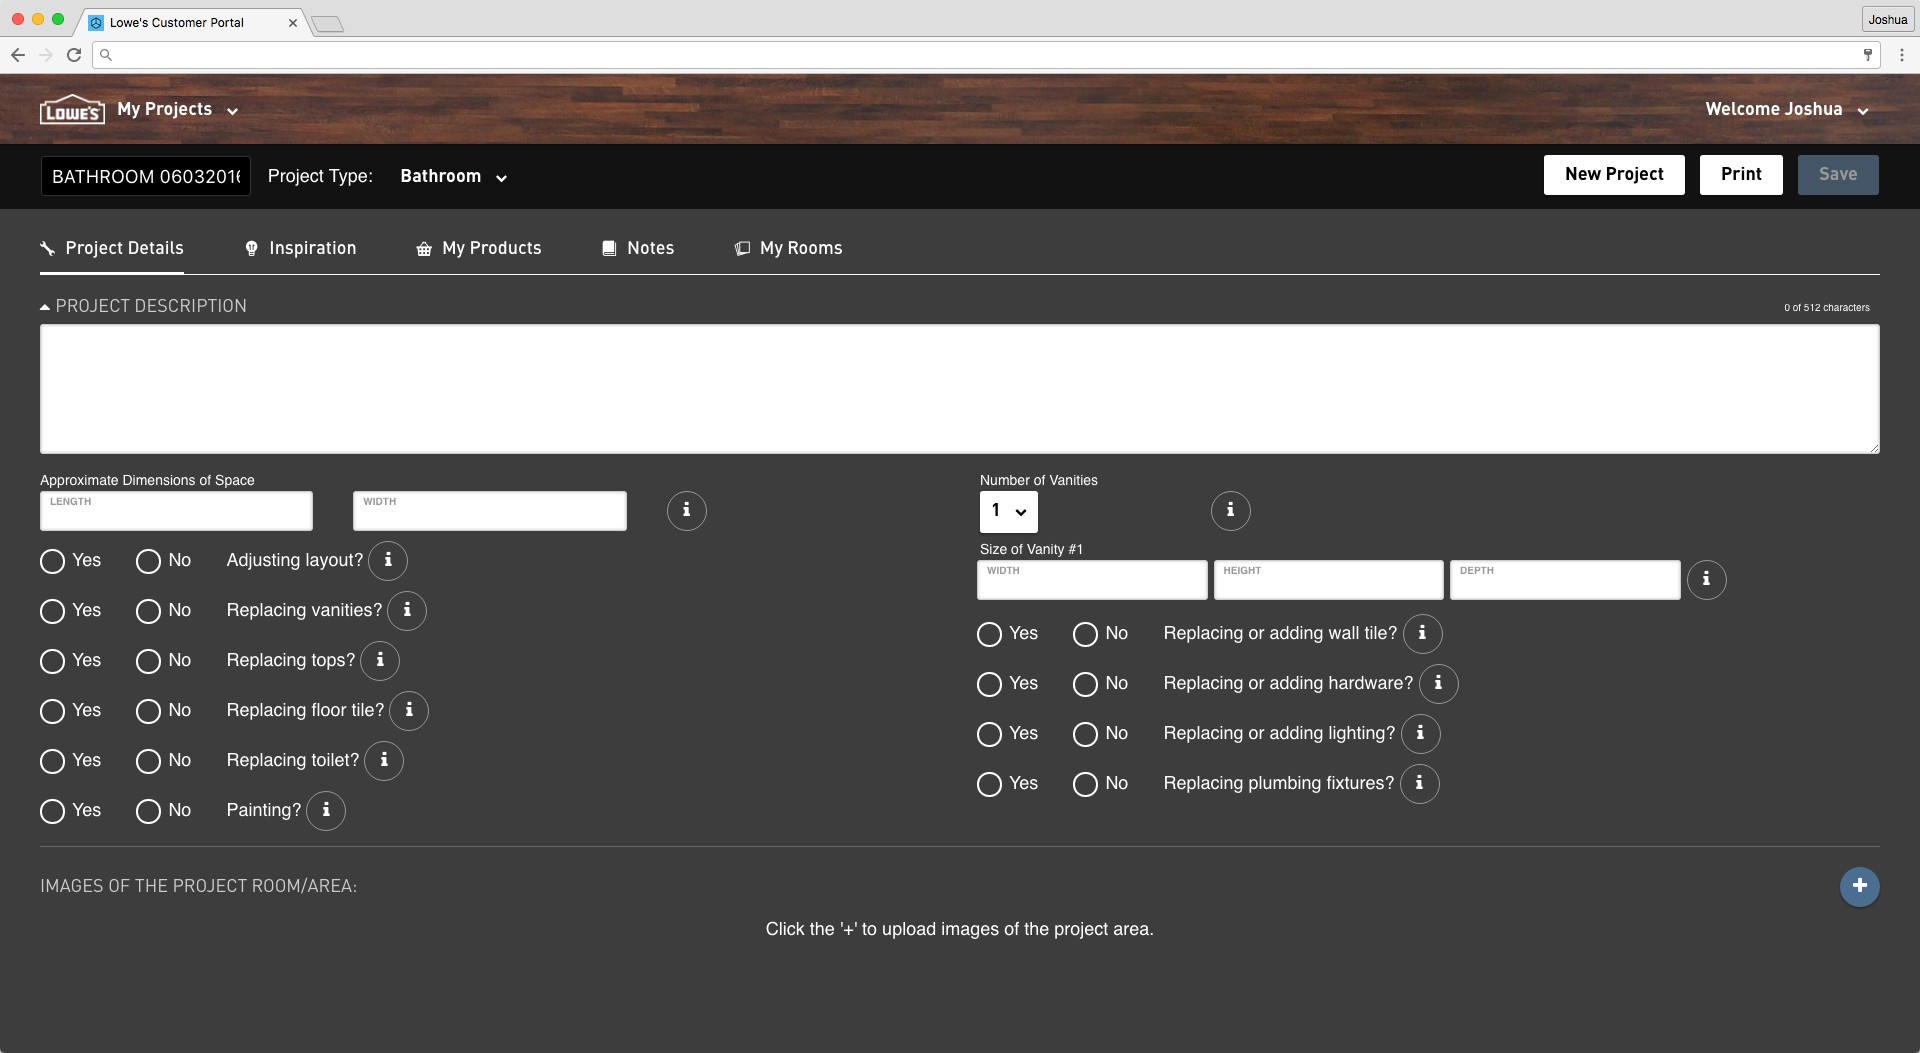 Lowe's Customer Portal
Joshua
LOWE'S My Projects
Welcome Joshua
BATHROOM 06032016 Project Type: Bathroom
New Project Print Save
Project Details Inspiration My Products Notes My Rooms
PROJECT DESCRIPTION
0 of 512 characters
Approximate Dimensions of Space
LENGTH WIDTH
Yes No Adjusting layout?
Yes No Replacing vanities?
Yes No Replacing tops?
Yes No Replacing floor tile?
Yes No Replacing toilet?
Yes No Painting?
Number of Vanities
1
Size of Vanity #1
WIDTH HEIGHT DEPTH
Yes No Replacing or adding wall tile?
Yes No Replacing or adding hardware?
Yes No Replacing or adding lighting?
Yes No Replacing plumbing fixtures?
IMAGES OF THE PROJECT ROOM/AREA:
Click the '+' to upload images of the project area.